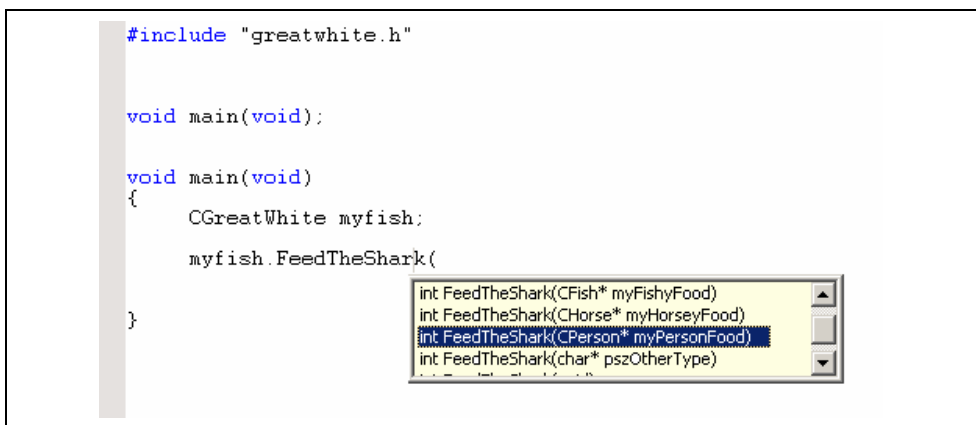 #include "greatwhite.h"
void main(void);
void main(void)
{
CGreatWhite myfish;
myfish.FeedTheShark(
int FeedTheShark(CFish* myFishyFood)
int FeedTheShark(CHorse* myHorseyFood)
int FeedTheShark(CPerson* myPersonFood)
int FeedTheShark(char* pszOtherType)
}